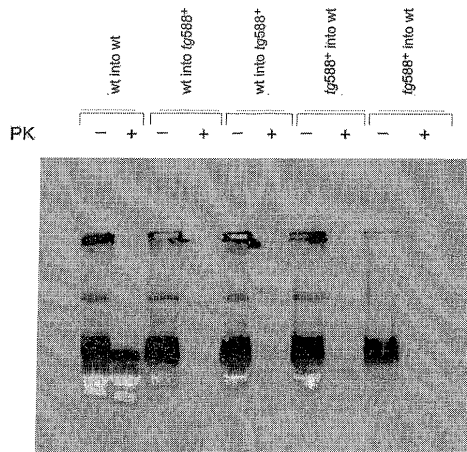 wt into wt
wt into tg588+
wt into tg588+
tg588+ into wt
tg588+ into wt
PK − + − + − + − + − +